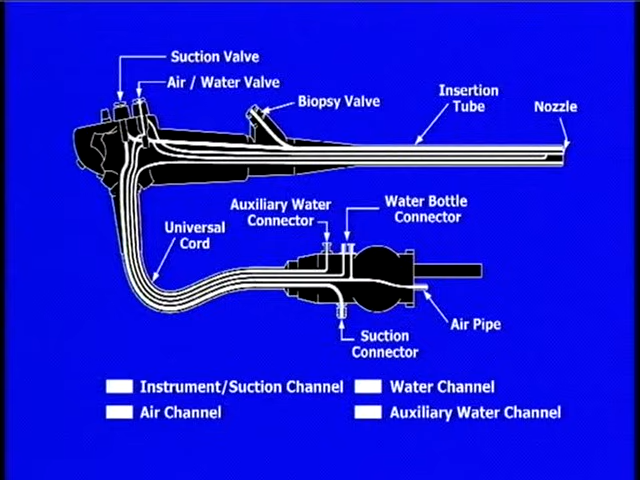 Suction Valve
Air / Water Valve
Biopsy Valve
Insertion
Tube
Nozzle
Auxiliary Water
Connector
Water Bottle
Connector
Universal
Cord
Air Pipe
Suction
Connector
Instrument/Suction Channel
Water Channel
Air Channel
Auxiliary Water Channel